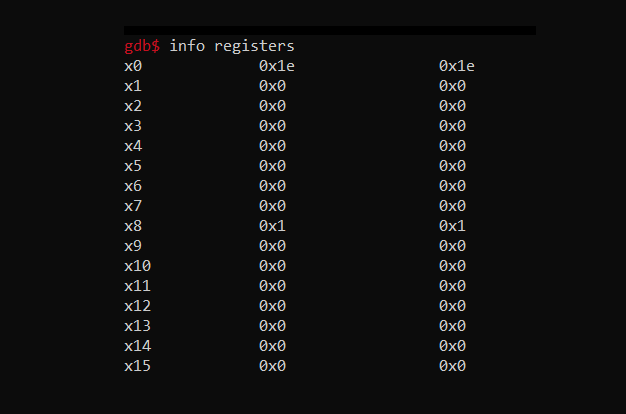 gdb$ info registers
x0 0x1e 0x1e
x1 0x0 0x0
x2 0x0 0x0
x3 0x0 0x0
x4 0x0 0x0
x5 0x0 0x0
x6 0x0 0x0
x7 0x0 0x0
x8 0x1 0x1
x9 0x0 0x0
x10 0x0 0x0
x11 0x0 0x0
x12 0x0 0x0
x13 0x0 0x0
x14 0x0 0x0
x15 0x0 0x0